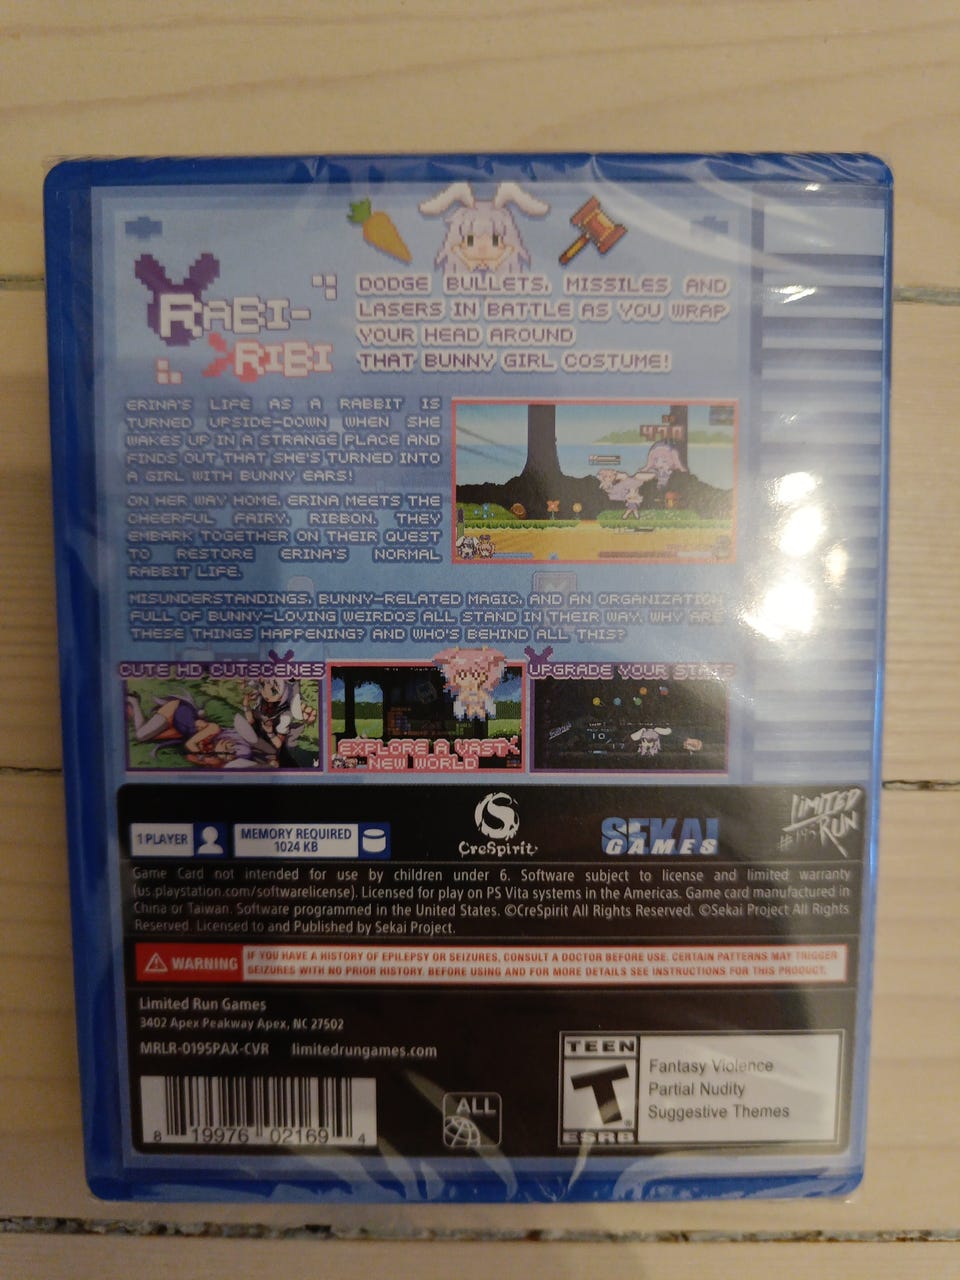 RABI-
RIBI
DODGE BULLETS, MISSILES AND
LASERS IN BATTLE AS YOU WRAP
YOUR HEAD AROUND
THAT BUNNY GIRL COSTUME!
ERINA'S LIFE AS A RABBIT IS
TURNED UPSIDE-DOWN WHEN SHE
WAKES UP IN A STRANGE PLACE AND
FINDS OUT THAT SHE'S TURNED INTO
A GIRL WITH BUNNY EARS!
ON HER WAY HOME, ERINA MEETS THE
CHEERFUL FAIRY, RIBBON. THEY
EMBARK TOGETHER ON THEIR QUEST
TO RESTORE ERINA'S NORMAL
RABBIT LIFE.
MISUNDERSTANDINGS, BUNNY-RELATED MAGIC, AND AN ORGANIZATION
FULL OF BUNNY-LOVING WEIRDOS ALL STAND IN THEIR WAY. WHY ARE
THESE THINGS HAPPENING? AND WHO'S BEHIND ALL THIS?
CUTE HD CUTSCENES
EXPLORE A VAST
NEW WORLD
UPGRADE YOUR STATS
1 PLAYER
MEMORY REQUIRED
1024 KB
CreSpirit
SEKAI
GAMES
LIMITED
RUN
#195
Game Card not intended for use by children under 6. Software subject to license and limited warranty
(us.playstation.com/softwarelicense). Licensed for play on PS Vita systems in the Americas. Game card manufactured in
China or Taiwan. Software programmed in the United States. ©CreSpirit All Rights Reserved. ©Sekai Project All Rights
Reserved. Licensed to and Published by Sekai Project.
WARNING
IF YOU HAVE A HISTORY OF EPILEPSY OR SEIZURES, CONSULT A DOCTOR BEFORE USE. CERTAIN PATTERNS MAY TRIGGER
SEIZURES WITH NO PRIOR HISTORY. BEFORE USING AND FOR MORE DETAILS SEE INSTRUCTIONS FOR THIS PRODUCT.
Limited Run Games
3402 Apex Peakway Apex, NC 27502
MRLR-0195PAX-CVR limitedrungames.com
8 19976 02169 4
ALL
TEEN
T
ESRB
Fantasy Violence
Partial Nudity
Suggestive Themes